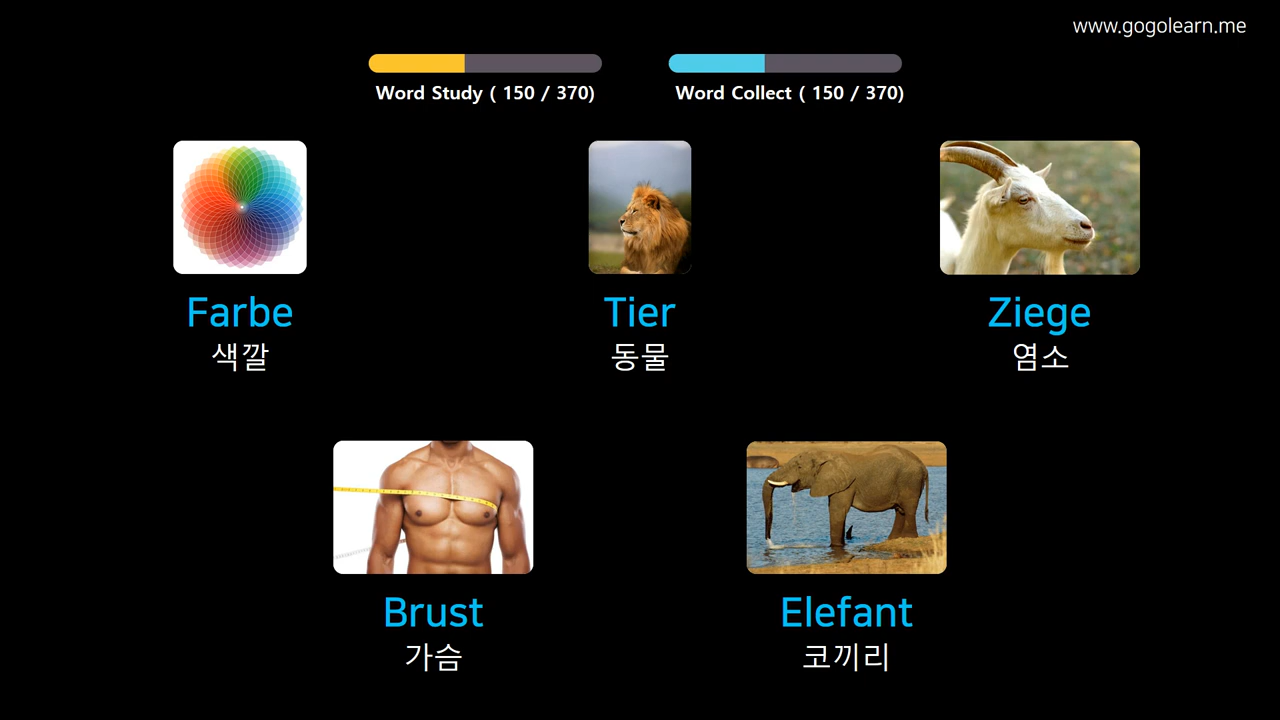 www.gogolearn.me
Word Study ( 150 / 370)
Word Collect ( 150 / 370)
Farbe
색깔
Tier
동물
Ziege
염소
Brust
가슴
Elefant
코끼리